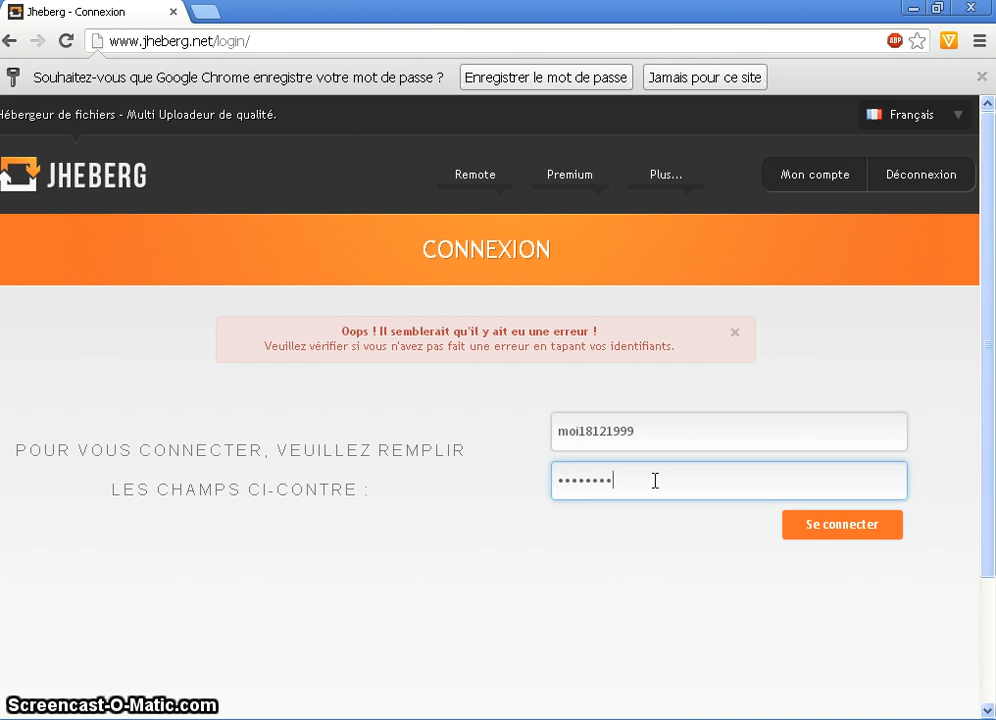 Jheberg - Connexion
www.jheberg.net/login/
ABP
Souhaitez-vous que Google Chrome enregistre votre mot de passe ?
Enregistrer le mot de passe
Jamais pour ce site
Hébergeur de fichiers - Multi Uploadeur de qualité.
Français
JHEBERG
Remote
Premium
Plus...
Mon compte
Déconnexion
CONNEXION
Oops ! Il semblerait qu'il y ait eu une erreur !
Veuillez vérifier si vous n'avez pas fait une erreur en tapant vos identifiants.
moi18121999
POUR VOUS CONNECTER, VEUILLEZ REMPLIR
LES CHAMPS CI-CONTRE :
••••••••
Se connecter
Screencast-O-Matic.com